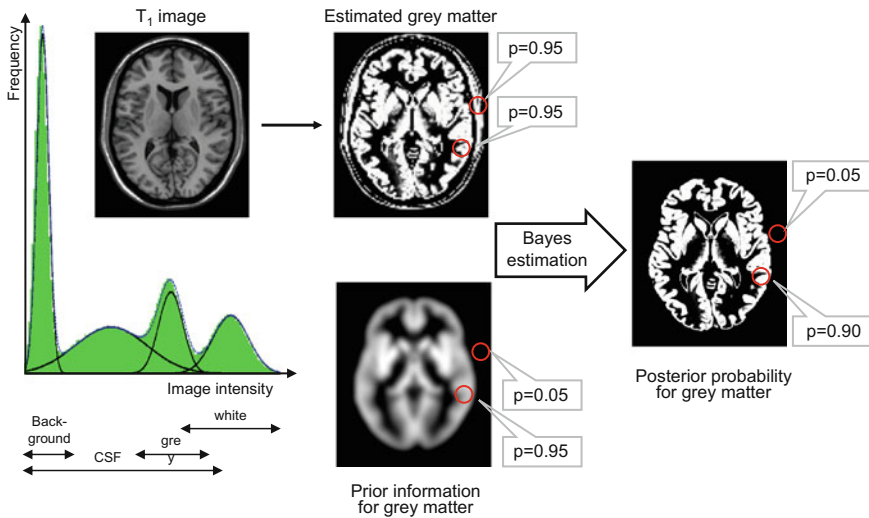 T1 image
Estimated grey matter
Frequency
p=0.95
p=0.95
Bayes
estimation
p=0.05
p=0.90
Image intensity
Back-
ground
white
CSF
gre
y
p=0.05
p=0.95
Prior information
for grey matter
Posterior probability
for grey matter